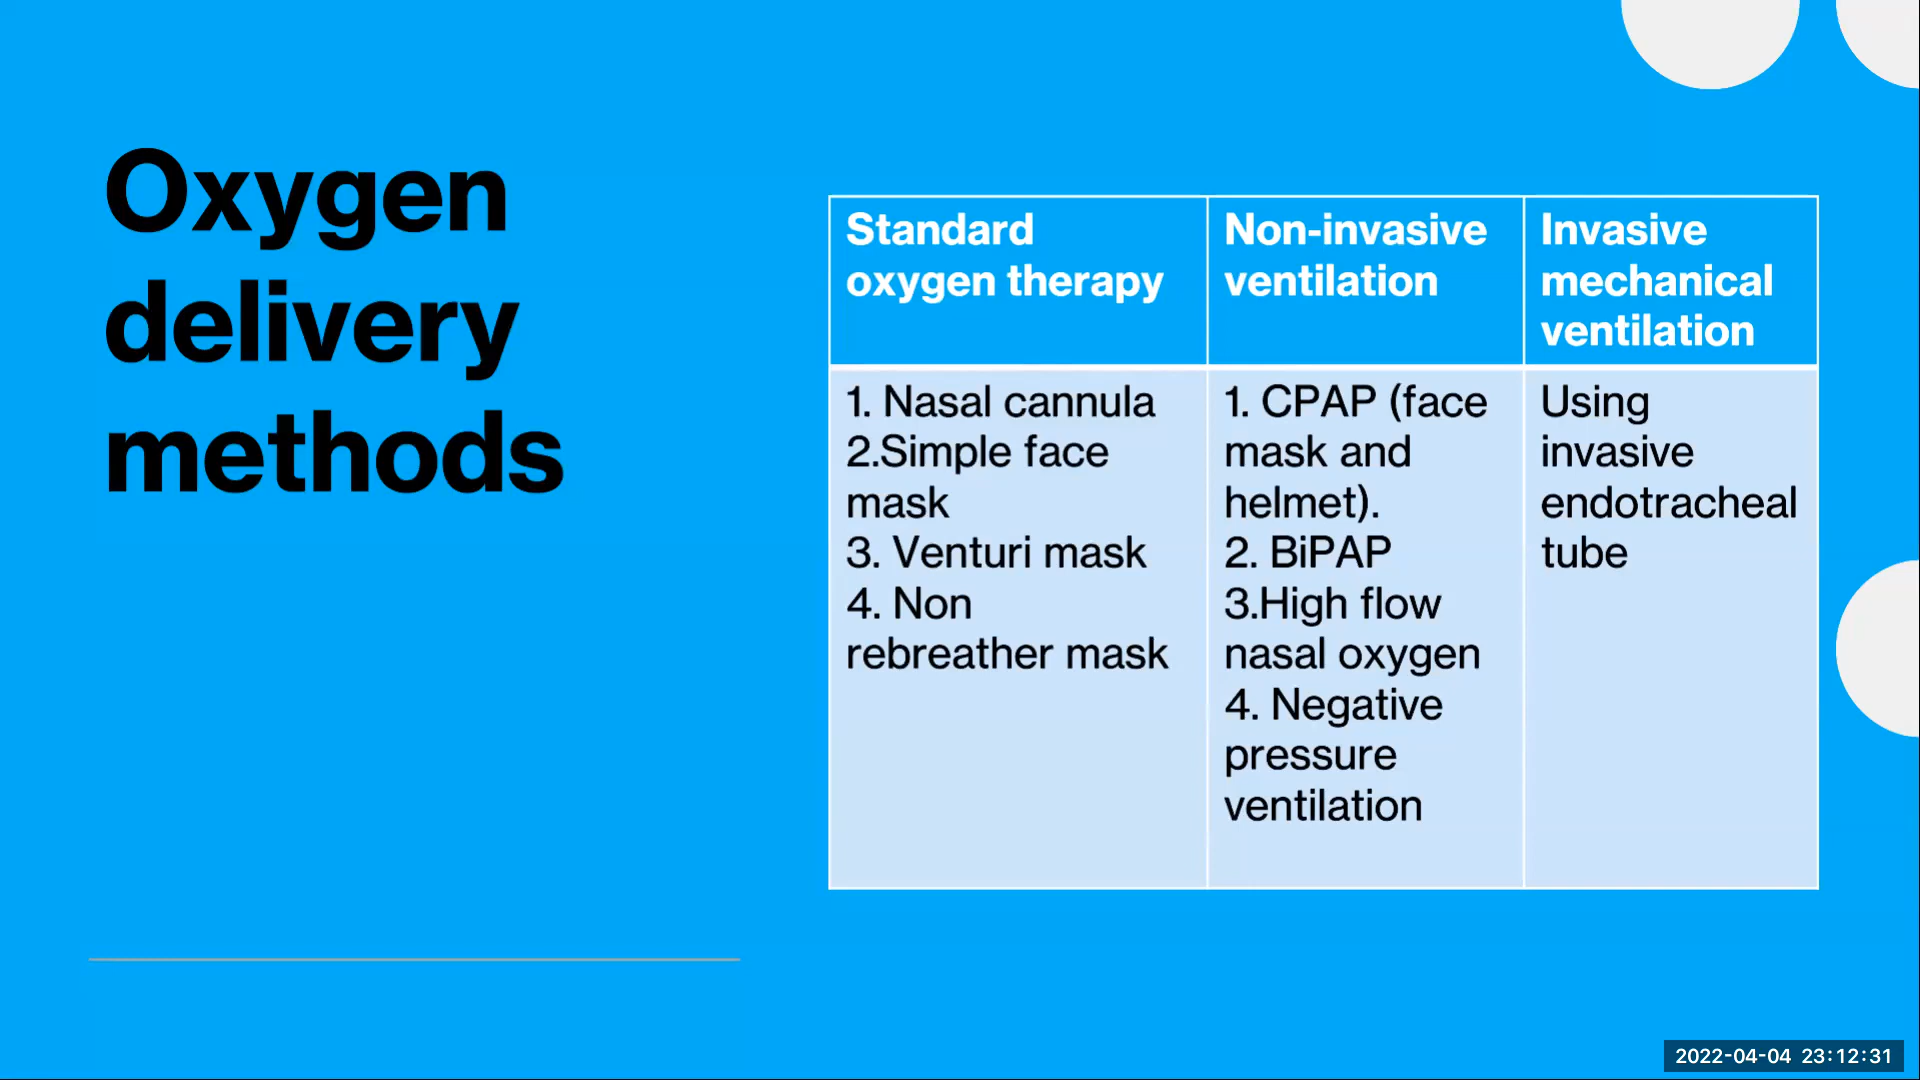 Oxygen
delivery
methods
Standard
oxygen therapy
Non-invasive
ventilation
Invasive
mechanical
ventilation
1. Nasal cannula
2.Simple face
mask
3. Venturi mask
4. Non
rebreather mask
1. CPAP (face
mask and
helmet).
2. BiPAP
3.High flow
nasal oxygen
4. Negative
pressure
ventilation
Using
invasive
endotracheal
tube
2022-04-04 23:12:31